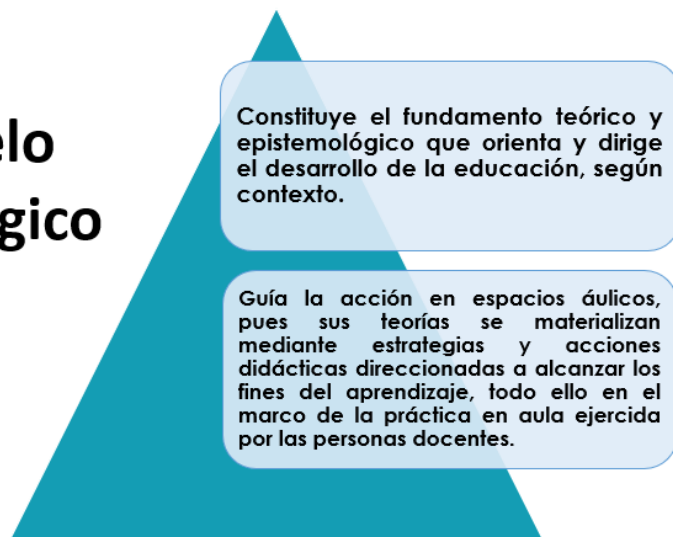 elo
gico
Constituye el fundamento teórico y
epistemológico que orienta y dirige
el desarrollo de la educación, según
contexto.
Guía la acción en espacios áulicos,
pues sus teorías se materializan
mediante estrategias y acciones
didácticas direccionadas a alcanzar los
fines del aprendizaje, todo ello en el
marco de la práctica en aula ejercida
por las personas docentes.